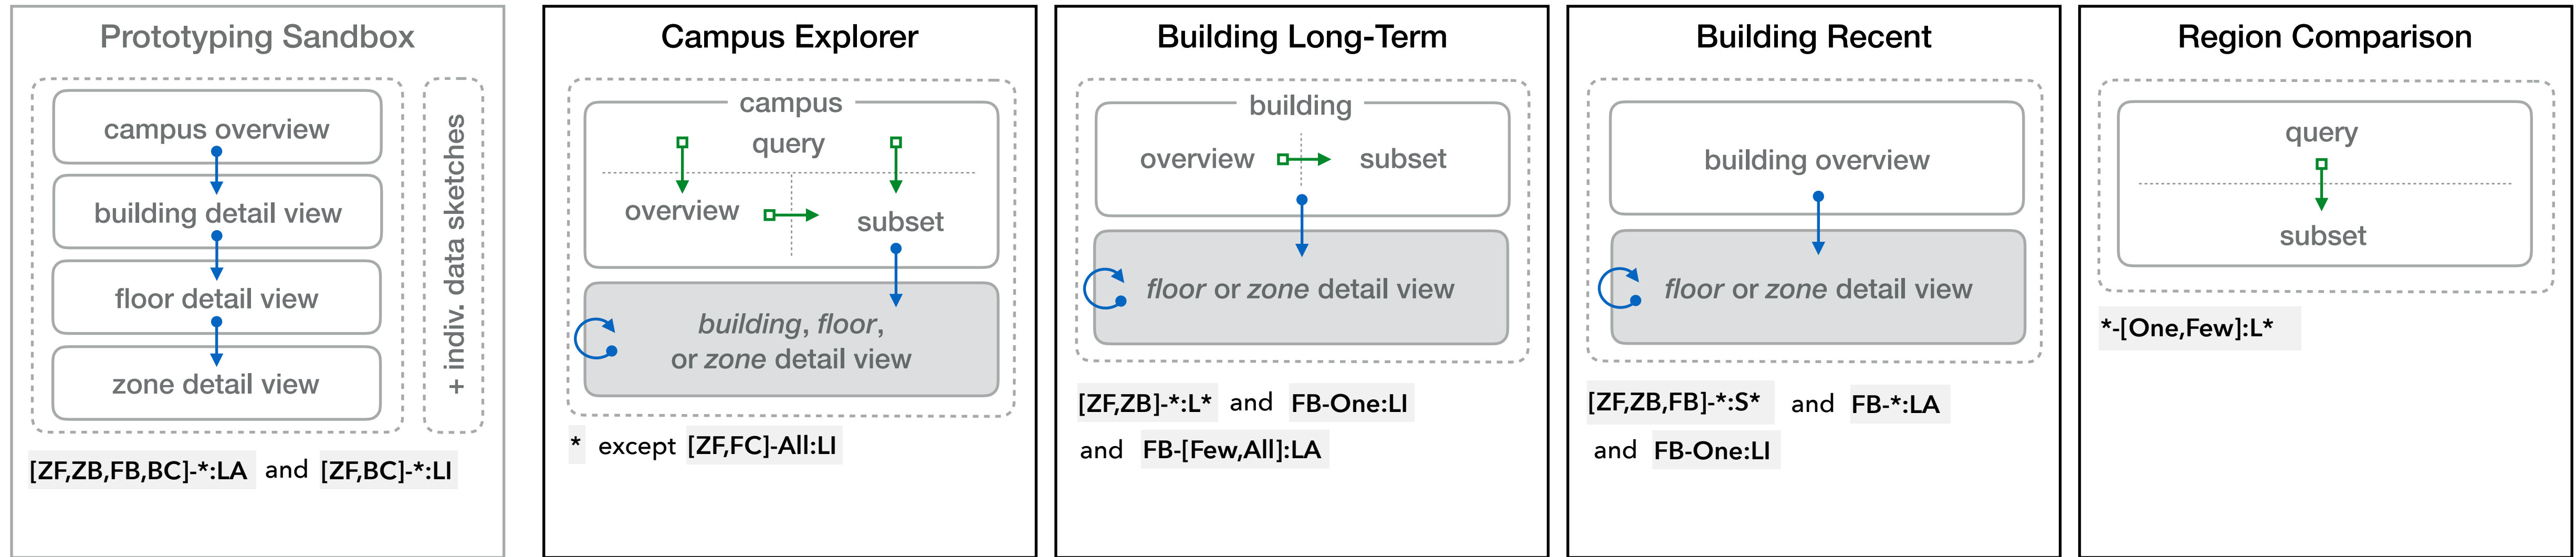 Prototyping Sandbox
campus overview
building detail view
floor detail view
zone detail view
+ indiv. data sketches
[ZF,ZB,FB,BC]-*:LA and [ZF,BC]-*:LI
Campus Explorer
campus
query
overview
subset
building, floor,
or zone detail view
* except [ZF,FC]-All:LI
Building Long-Term
building
overview
subset
floor or zone detail view
[ZF,ZB]-*:L* and FB-One:LI
and FB-[Few,All]:LA
Building Recent
building overview
floor or zone detail view
[ZF,ZB,FB]-*:S* and FB-*:LA
and FB-One:LI
Region Comparison
query
subset
*-[One,Few]:L*